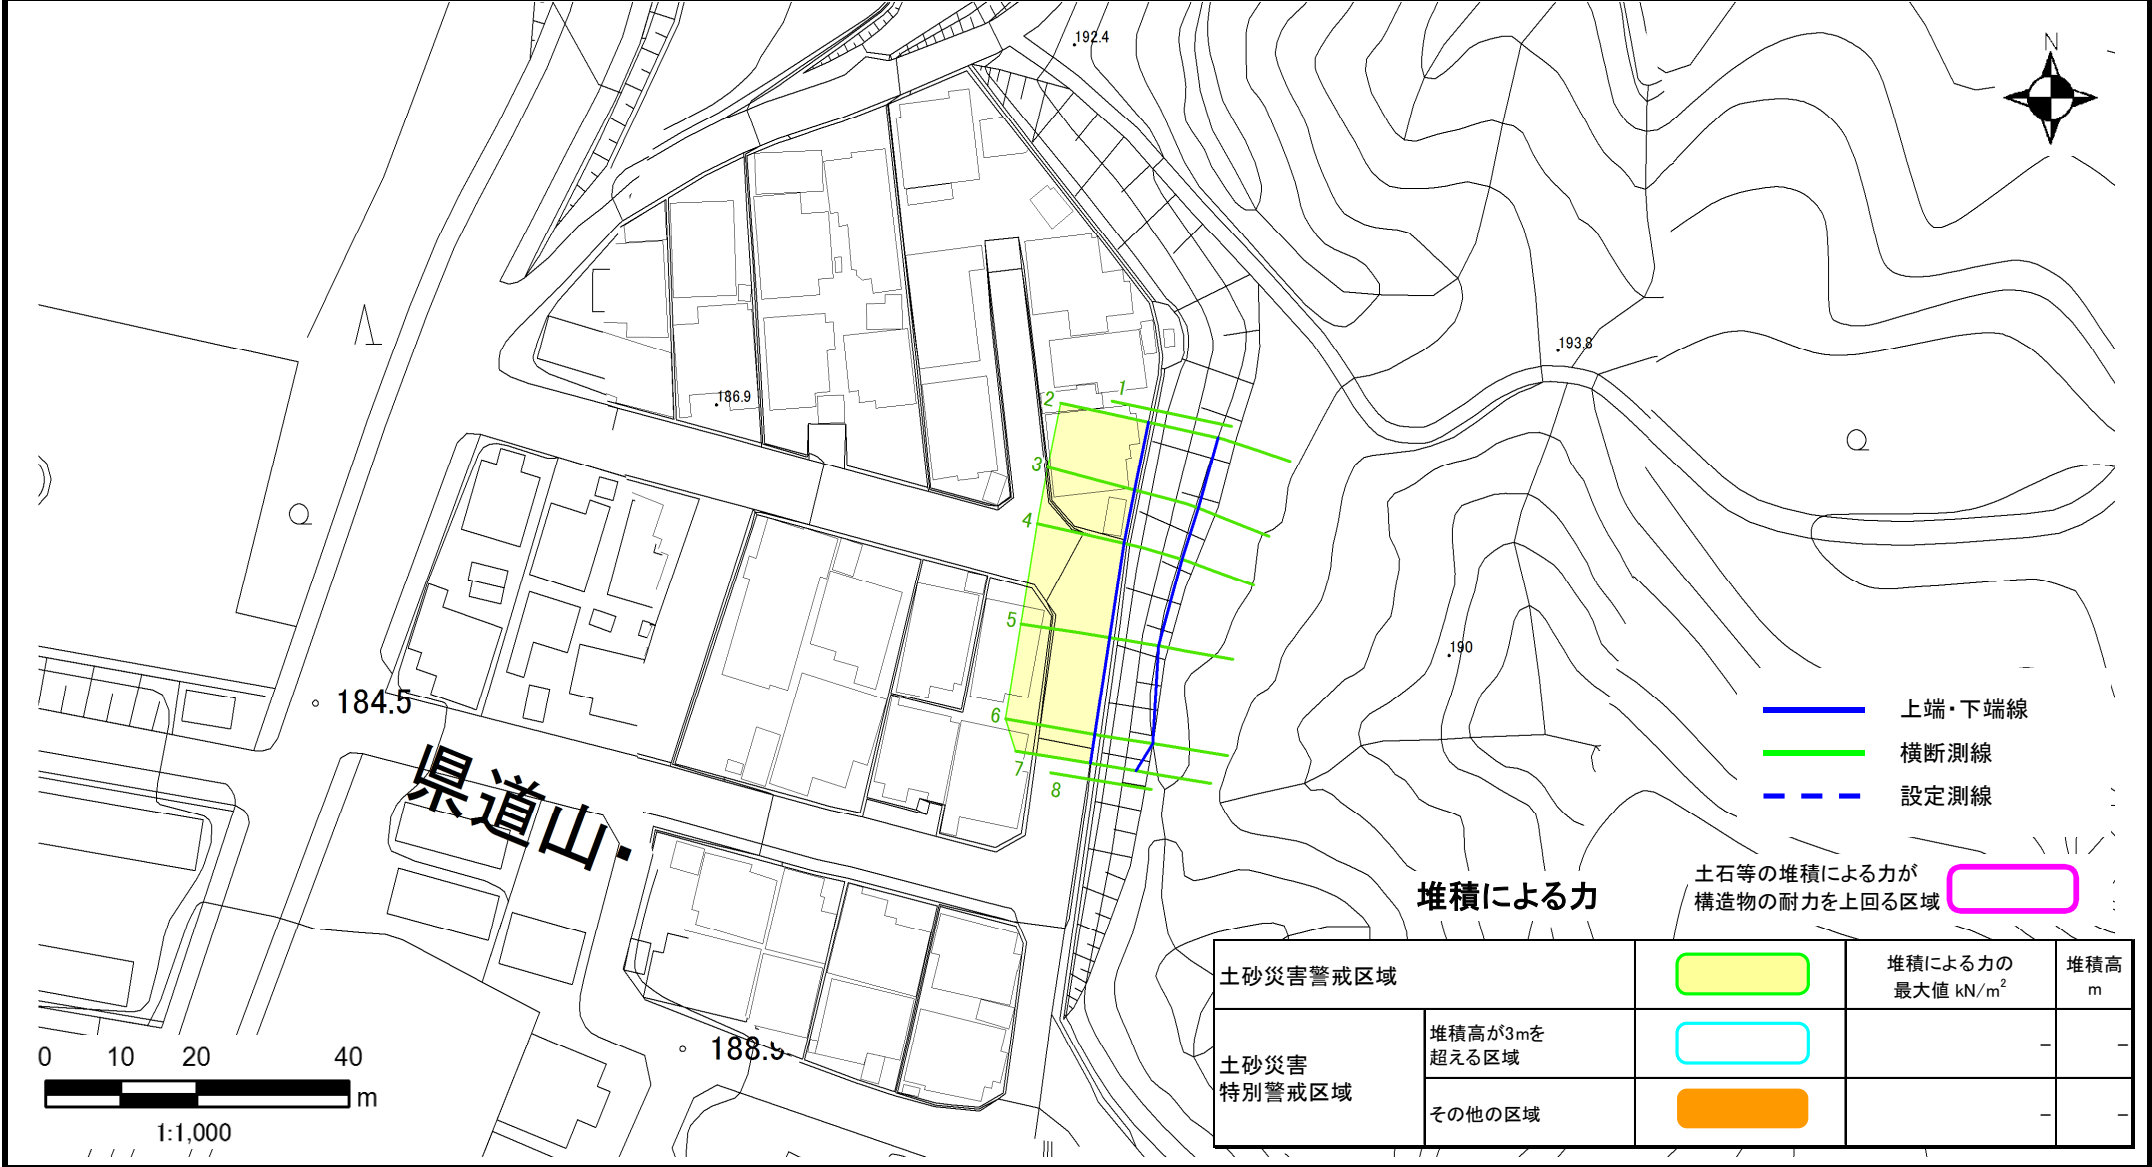 192.4
N
193.8
186.9
1
2
3
4
5
6
7
8
190
184.5
県道山・
188.9
上端・下端線
横断測線
設定測線
堆積による力
土石等の堆積による力が
構造物の耐力を上回る区域
土砂災害警戒区域
堆積による力の
最大値 kN/m²
堆積高
m
土砂災害
特別警戒区域
堆積高が3mを
超える区域
－ －
その他の区域
－ －
0 10 20 40
m
1:1,000